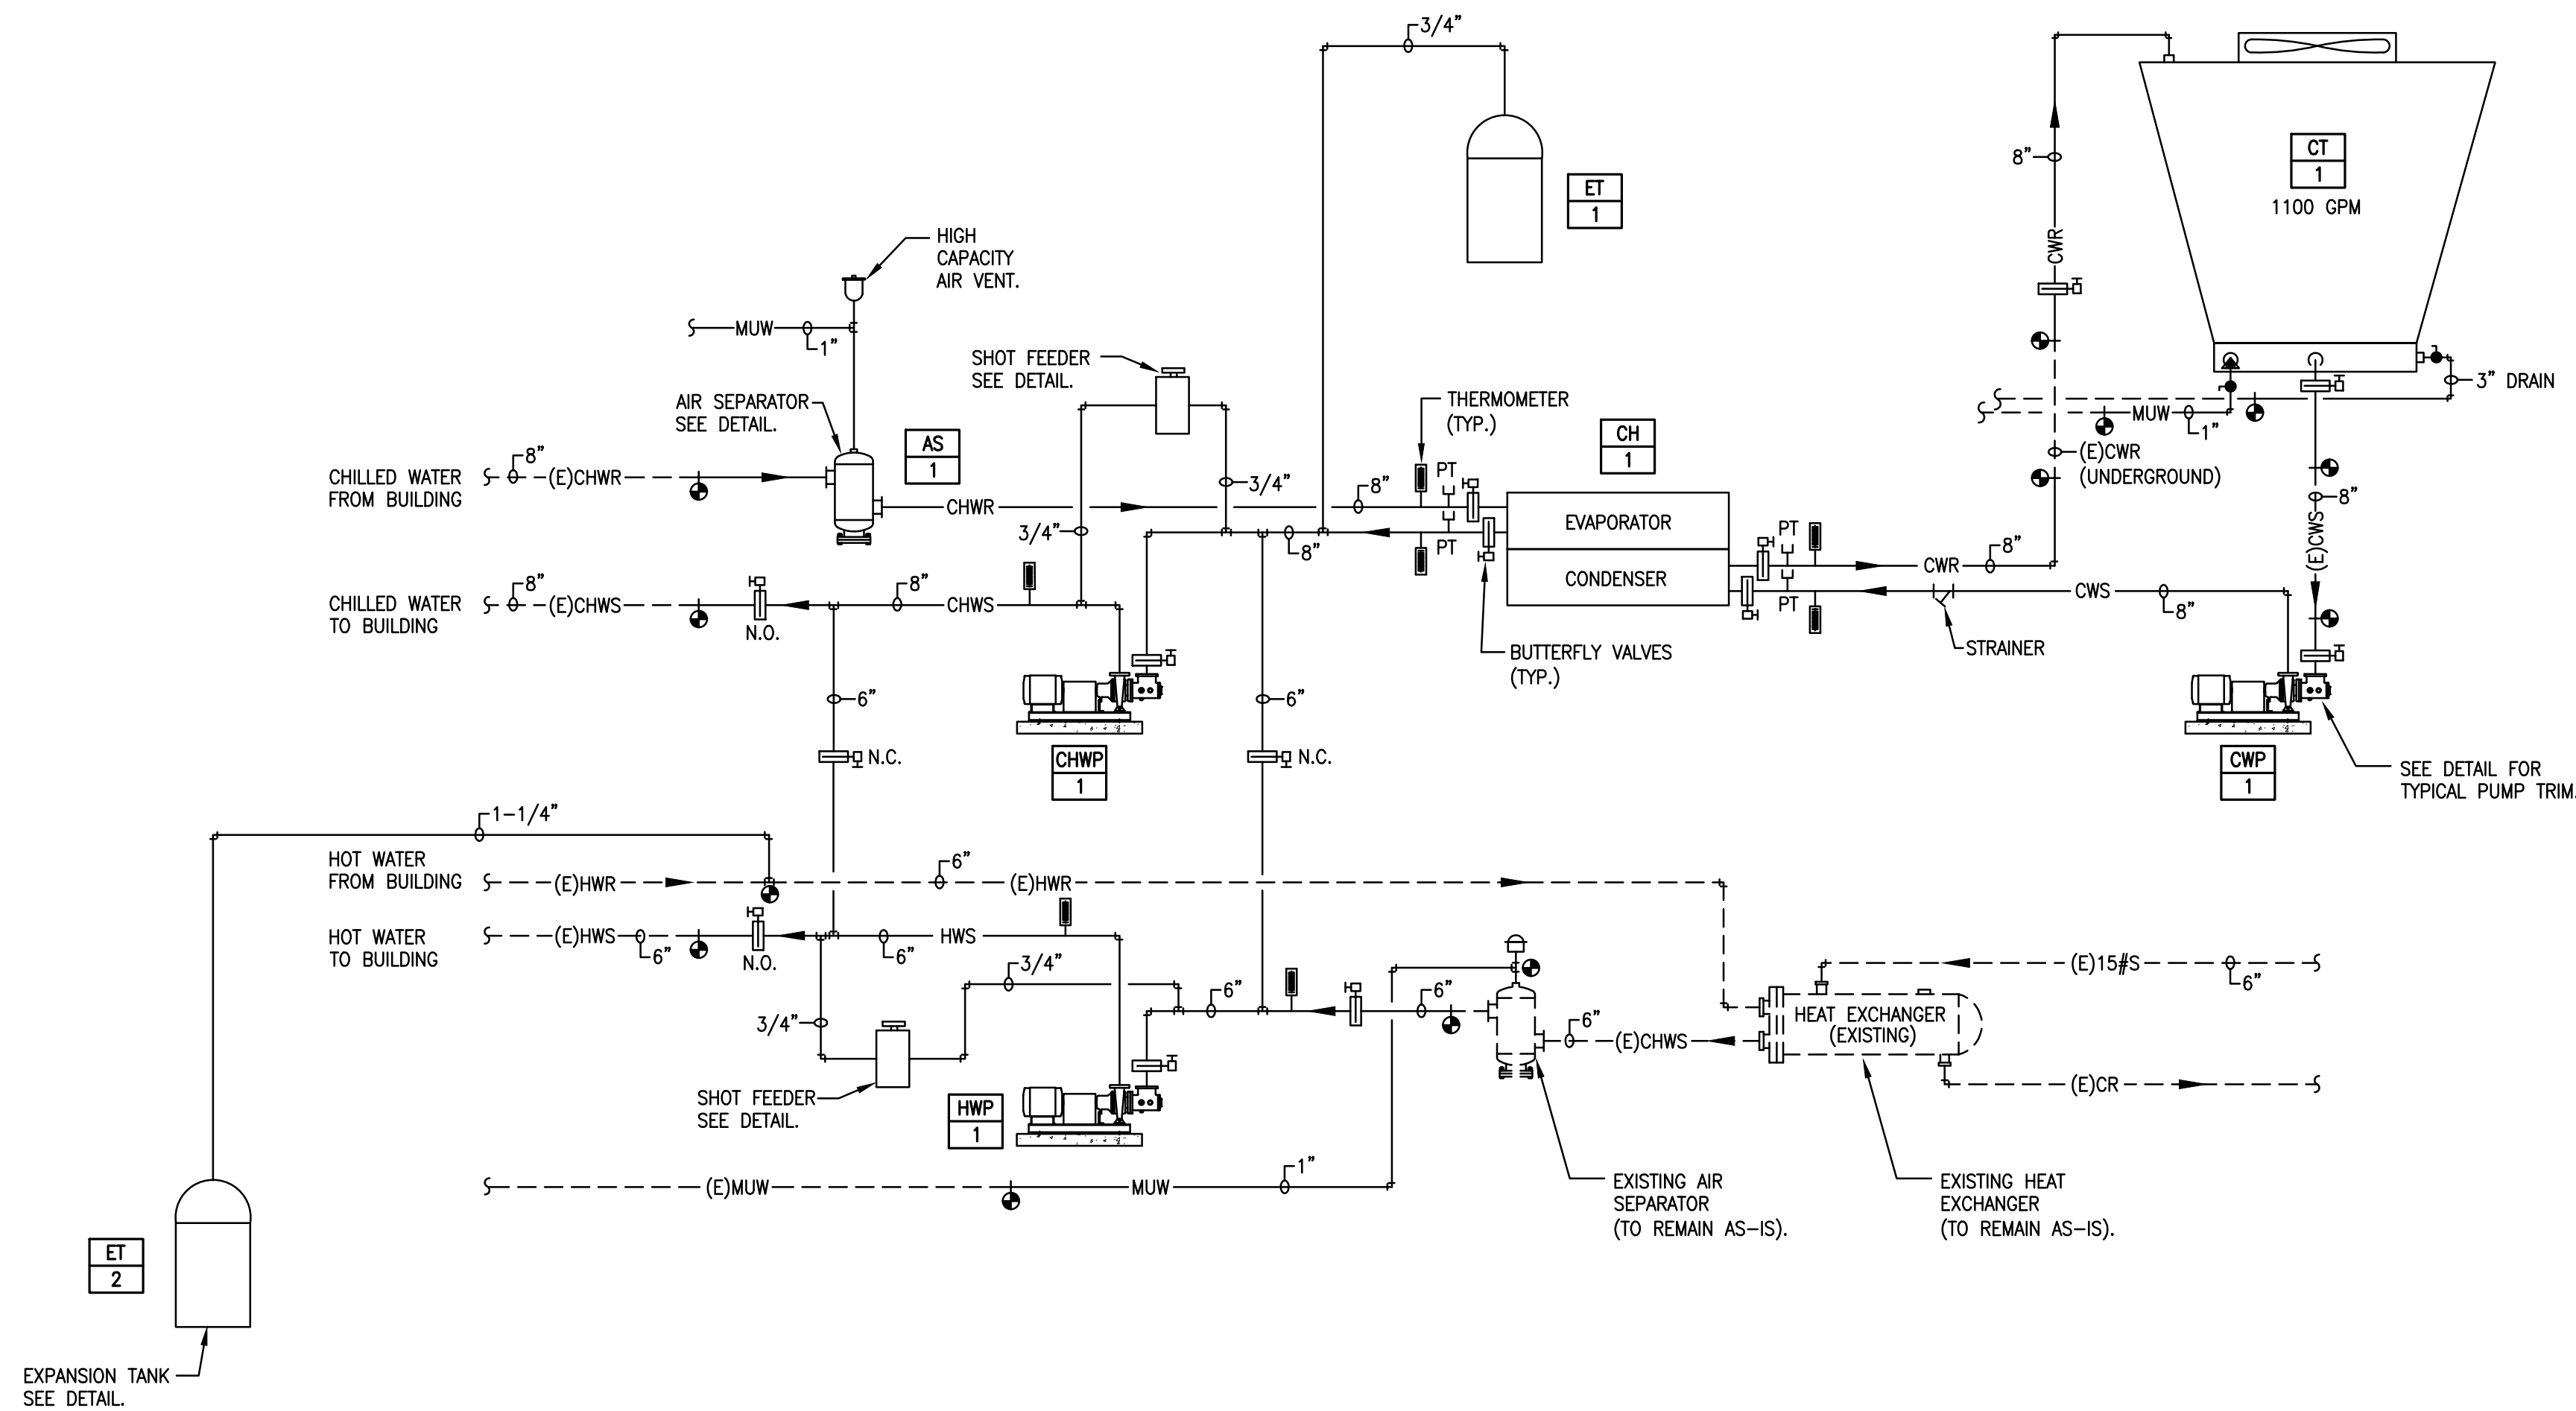 3/4"
CT
1
1100 GPM
8"
ET
1
CWR
HIGH
CAPACITY
AIR VENT.
MUW
1"
SHOT FEEDER
SEE DETAIL.
3" DRAIN
MUW
1"
AIR SEPARATOR
SEE DETAIL.
THERMOMETER
(TYP.)
AS
1
CH
1
(E)CWR
(UNDERGROUND)
CHILLED WATER
FROM BUILDING
8"
(E)CHWR
CHWR
3/4"
3/4"
8"
PT
PT
8"
EVAPORATOR
CONDENSER
PT
PT
CWR
8"
8"
(E)CWS
CHILLED WATER
TO BUILDING
8"
(E)CHWS
N.O.
8"
CHWS
CWS
8"
STRAINER
BUTTERFLY VALVES
(TYP.)
6"
6"
N.C.
N.C.
CHWP
1
CWP
1
SEE DETAIL FOR
TYPICAL PUMP TRIM.
1-1/4"
HOT WATER
FROM BUILDING
(E)HWR
6"
(E)HWR
HOT WATER
TO BUILDING
(E)HWS
6"
N.O.
6"
HWS
3/4"
3/4"
6"
6"
6"
(E)CHWS
(E)15#S
6"
HEAT EXCHANGER
(EXISTING)
(E)CR
SHOT FEEDER
SEE DETAIL.
HWP
1
(E)MUW
MUW
1"
EXISTING AIR
SEPARATOR
(TO REMAIN AS-IS).
EXISTING HEAT
EXCHANGER
(TO REMAIN AS-IS).
ET
2
EXPANSION TANK
SEE DETAIL.